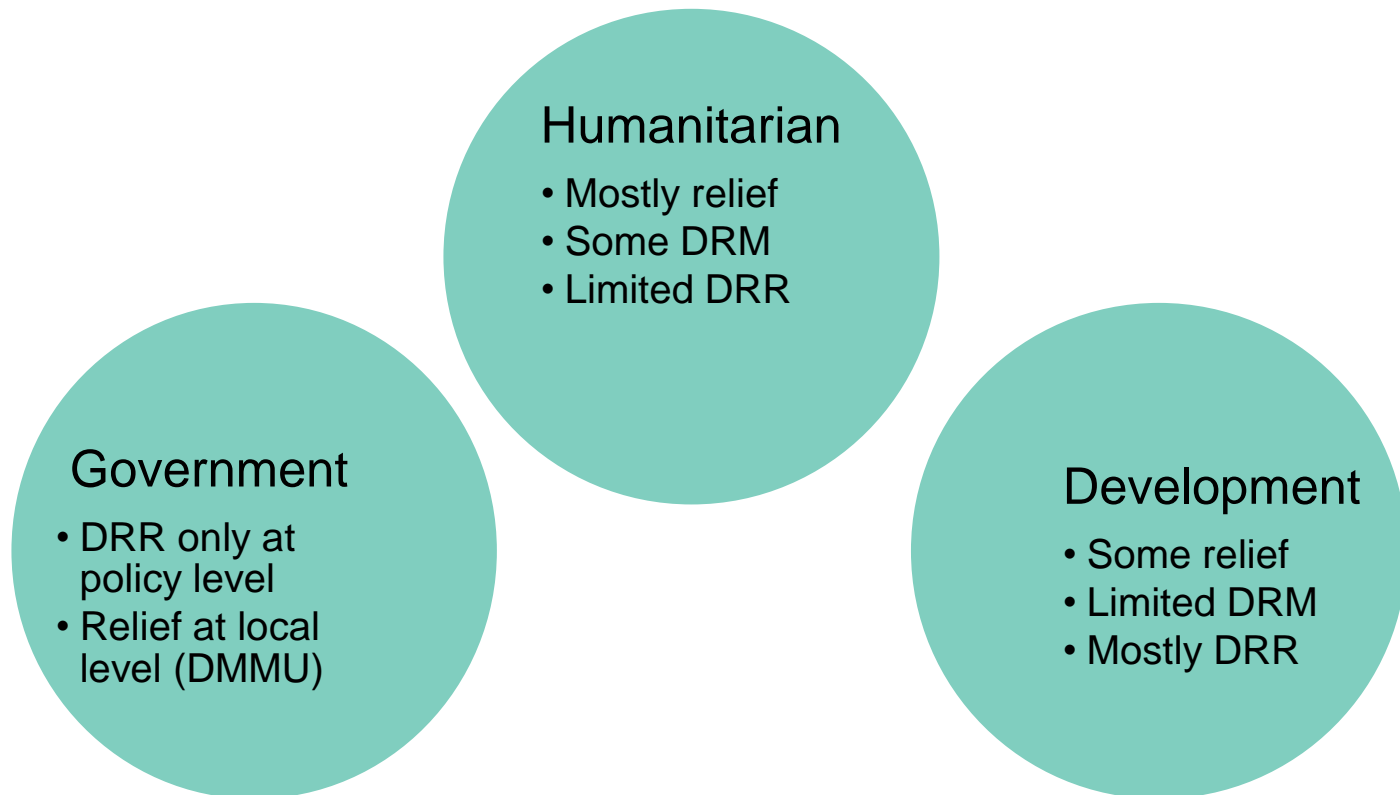 Humanitarian
• Mostly relief
• Some DRM
• Limited DRR
Government
• DRR only at
policy level
• Relief at local
level (DMMU)
Development
• Some relief
• Limited DRM
• Mostly DRR